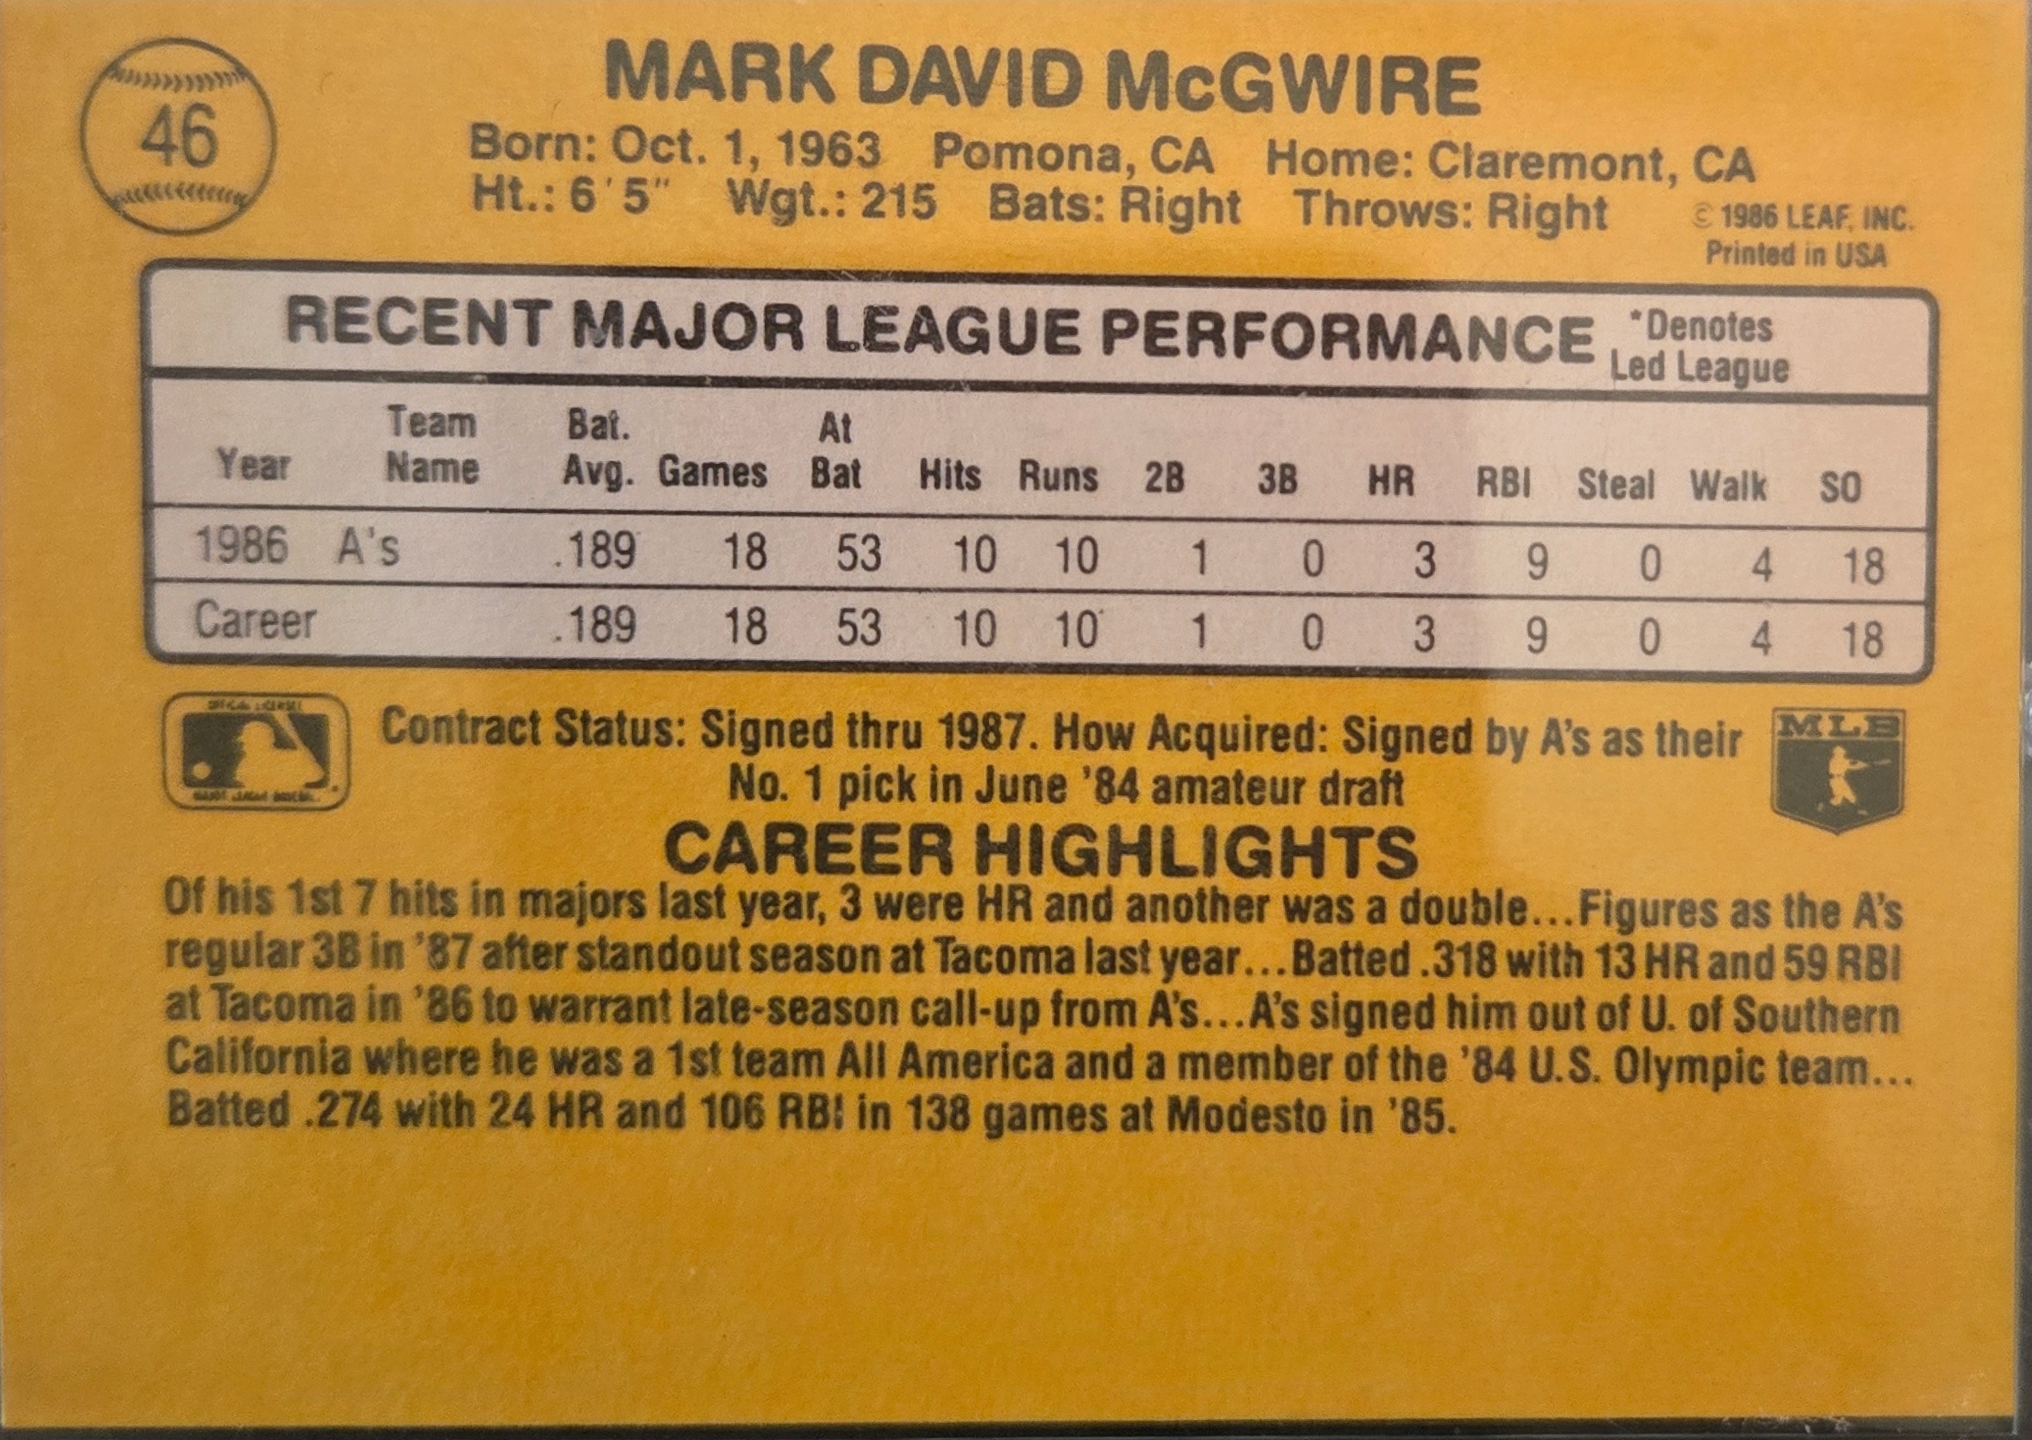 46
MARK DAVID McGWIRE
Born: Oct. 1, 1963 Pomona, CA Home: Claremont, CA
Ht.: 6'5" Wgt.: 215 Bats: Right Throws: Right
© 1986 LEAF, INC.
Printed in USA
RECENT MAJOR LEAGUE PERFORMANCE *Denotes
Led League
Year Team Name Bat. Avg. Games At Bat Hits Runs 2B 3B HR RBI Steal Walk SO
1986 A's .189 18 53 10 10 1 0 3 9 0 4 18
Career .189 18 53 10 10 1 0 3 9 0 4 18
Contract Status: Signed thru 1987. How Acquired: Signed by A's as their
No. 1 pick in June '84 amateur draft
MLB
CAREER HIGHLIGHTS
Of his 1st 7 hits in majors last year, 3 were HR and another was a double...Figures as the A's
regular 3B in '87 after standout season at Tacoma last year...Batted .318 with 13 HR and 59 RBI
at Tacoma in '86 to warrant late-season call-up from A's...A's signed him out of U. of Southern
California where he was a 1st team All America and a member of the '84 U.S. Olympic team...
Batted .274 with 24 HR and 106 RBI in 138 games at Modesto in '85.